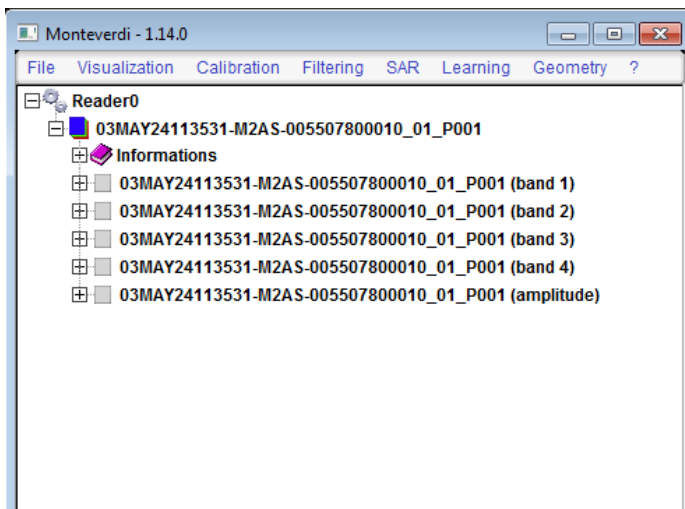 Monteverdi - 1.14.0
File Visualization Calibration Filtering SAR Learning Geometry ?
Reader0
03MAY24113531-M2AS-005507800010_01_P001
Informations
03MAY24113531-M2AS-005507800010_01_P001 (band 1)
03MAY24113531-M2AS-005507800010_01_P001 (band 2)
03MAY24113531-M2AS-005507800010_01_P001 (band 3)
03MAY24113531-M2AS-005507800010_01_P001 (band 4)
03MAY24113531-M2AS-005507800010_01_P001 (amplitude)